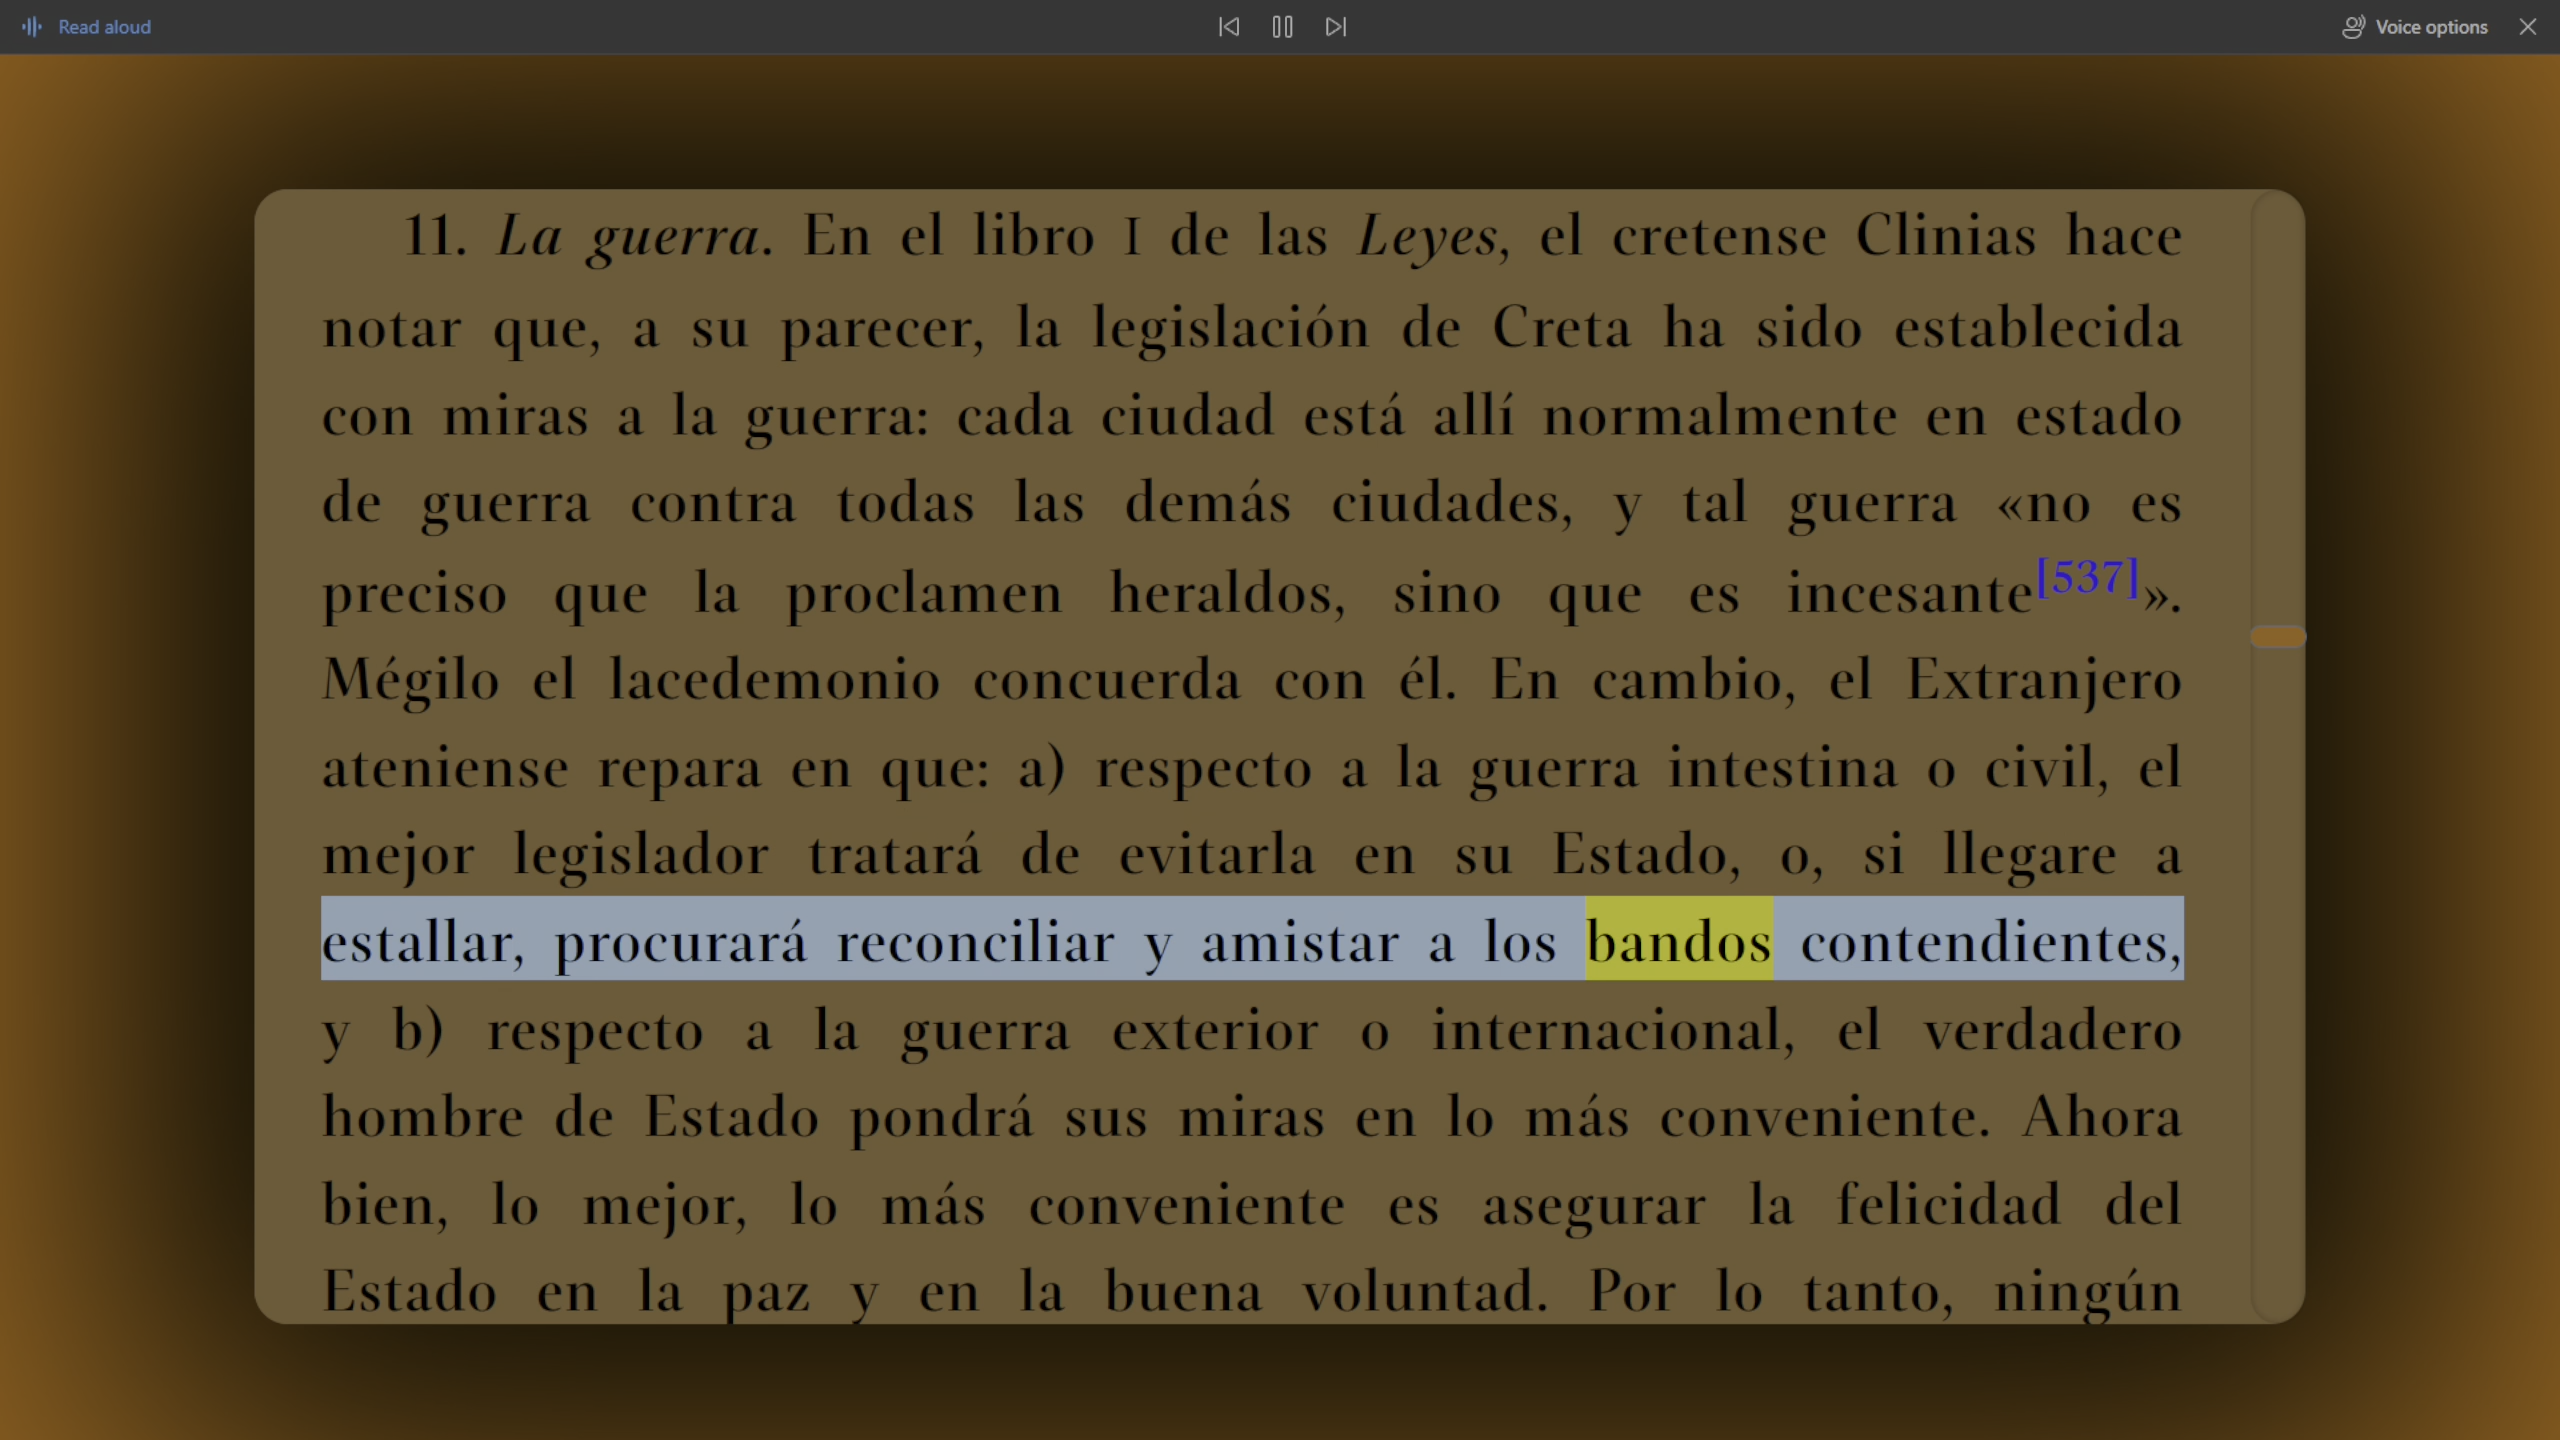 Read aloud
Voice options
11. La guerra. En el libro I de las Leyes, el cretense Clinias hace
notar que, a su parecer, la legislación de Creta ha sido establecida
con miras a la guerra: cada ciudad está allí normalmente en estado
de guerra contra todas las demás ciudades, y tal guerra «no es
preciso que la proclamen heraldos, sino que es incesante[537]».
Mégilo el lacedemonio concuerda con él. En cambio, el Extranjero
ateniense repara en que: a) respecto a la guerra intestina o civil, el
mejor legislador tratará de evitarla en su Estado, o, si llegare a
estallar, procurará reconciliar y amistar a los bandos contendientes,
y b) respecto a la guerra exterior o internacional, el verdadero
hombre de Estado pondrá sus miras en lo más conveniente. Ahora
bien, lo mejor, lo más conveniente es asegurar la felicidad del
Estado en la paz y en la buena voluntad. Por lo tanto, ningún